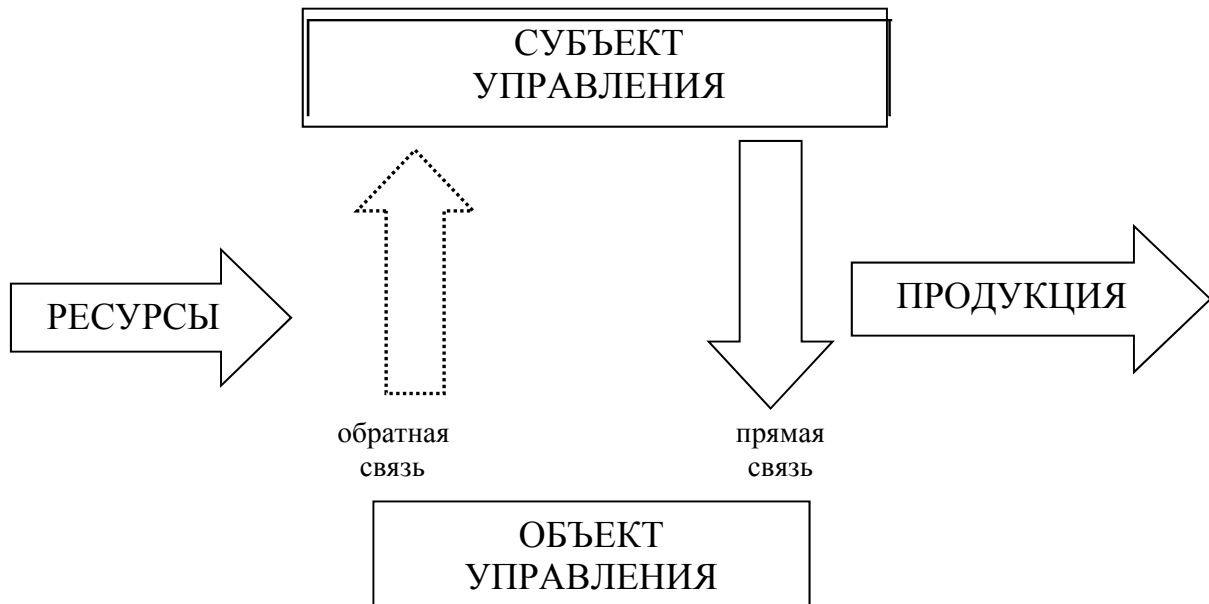 СУБЪЕКТ
УПРАВЛЕНИЯ
РЕСУРСЫ
ПРОДУКЦИЯ
обратная
связь
прямая
связь
ОБЪЕКТ
УПРАВЛЕНИЯ